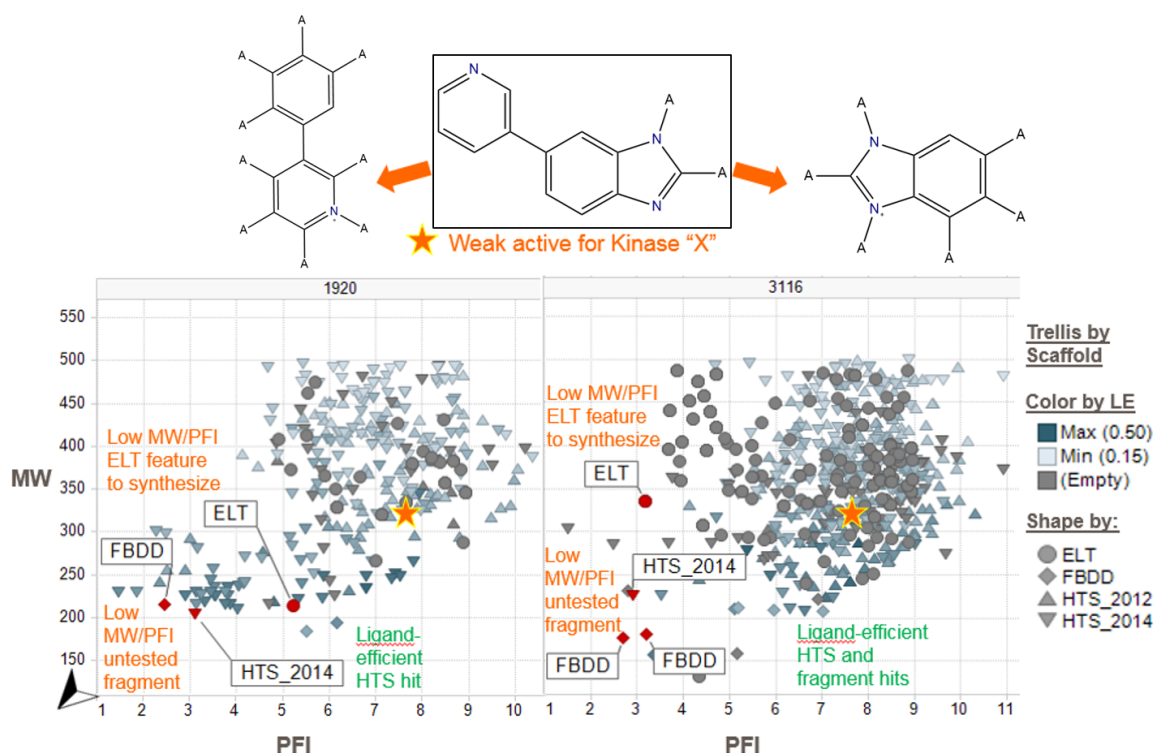 A
A
A
A
A
A
A
A
A
A
N*
N
A
N
A
N
A
A
N
A
A
N*
A
A
A
Weak active for Kinase “X”
1920
3116
MW
550
500
450
400
350
300
250
200
150
Low MW/PFI
ELT feature
to synthesize
ELT
FBDD
Low
MW/PFI
untested
fragment
HTS_2014
Ligand-
efficient
HTS hit
Low MW/PFI
ELT feature
to synthesize
ELT
Low
MW/PFI
untested
fragment
HTS_2014
FBDD
FBDD
Ligand-efficient
HTS and
fragment hits
1 2 3 4 5 6 7 8 9 10
1 2 3 4 5 6 7 8 9 10 11
PFI
PFI
Trellis by
Scaffold
Color by LE
Max (0.50)
Min (0.15)
(Empty)
Shape by:
ELT
FBDD
HTS_2012
HTS_2014